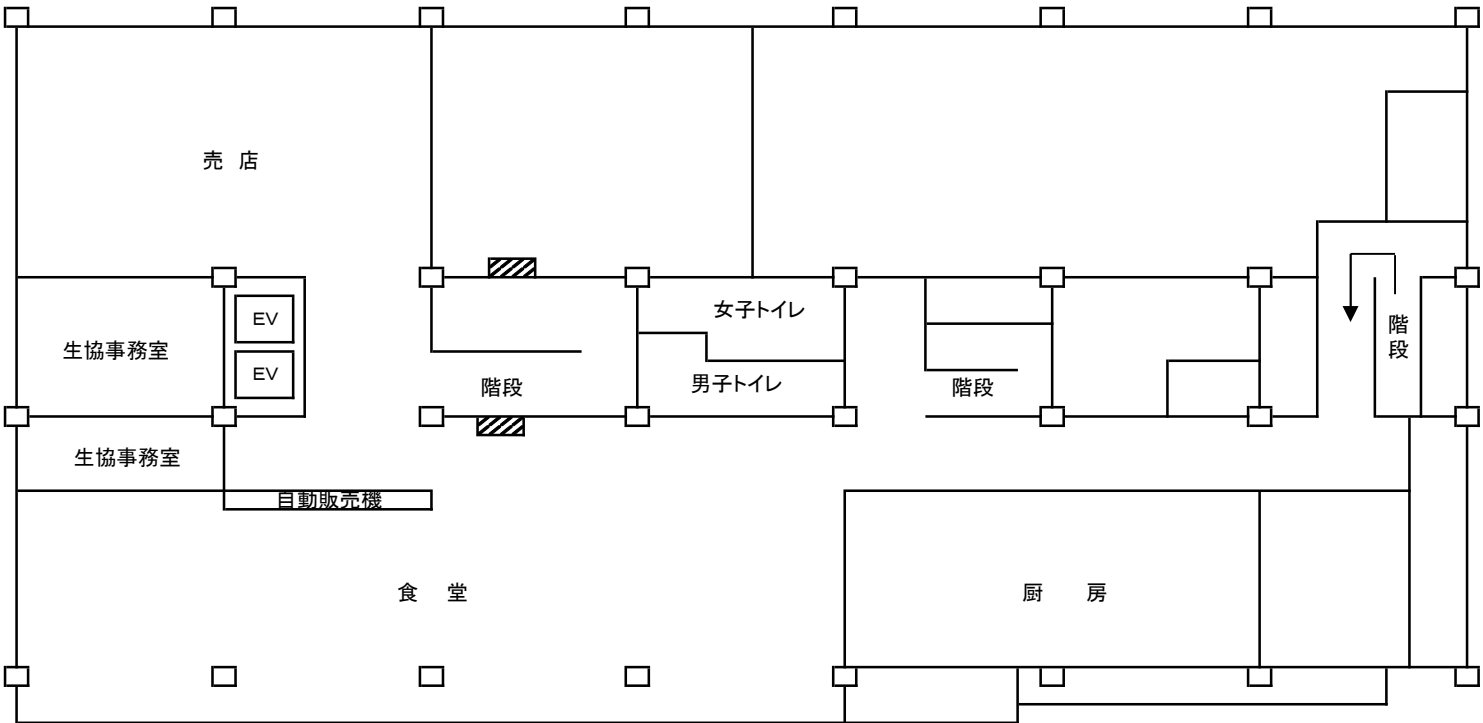 売 店
女子トイレ
EV
階段
生協事務室
EV
男子トイレ
階段
階段
生協事務室
自動販売機
食 堂
厨 房